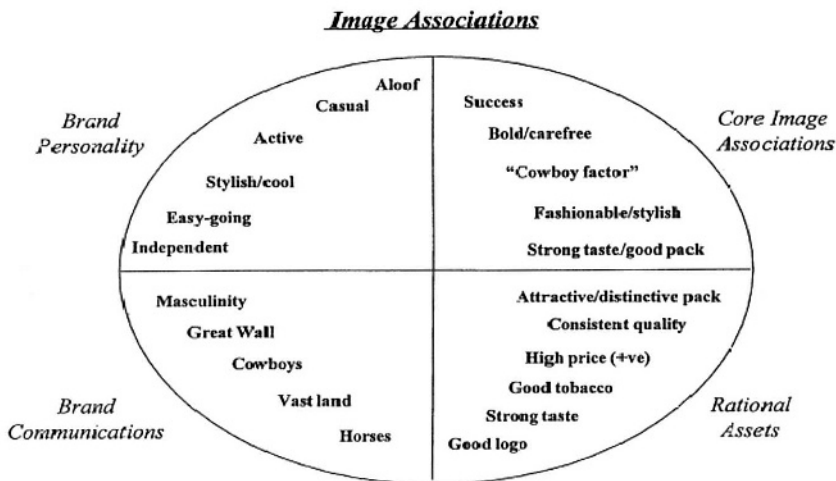 Image Associations
Brand
Personality
Aloof
Casual
Active
Stylish/cool
Easy-going
Independent
Success
Bold/carefree
“Cowboy factor”
Fashionable/stylish
Strong taste/good pack
Core Image
Associations
Brand
Communications
Masculinity
Great Wall
Cowboys
Vast land
Horses
Attractive/distinctive pack
Consistent quality
High price (+ve)
Good tobacco
Strong taste
Good logo
Rational
Assets